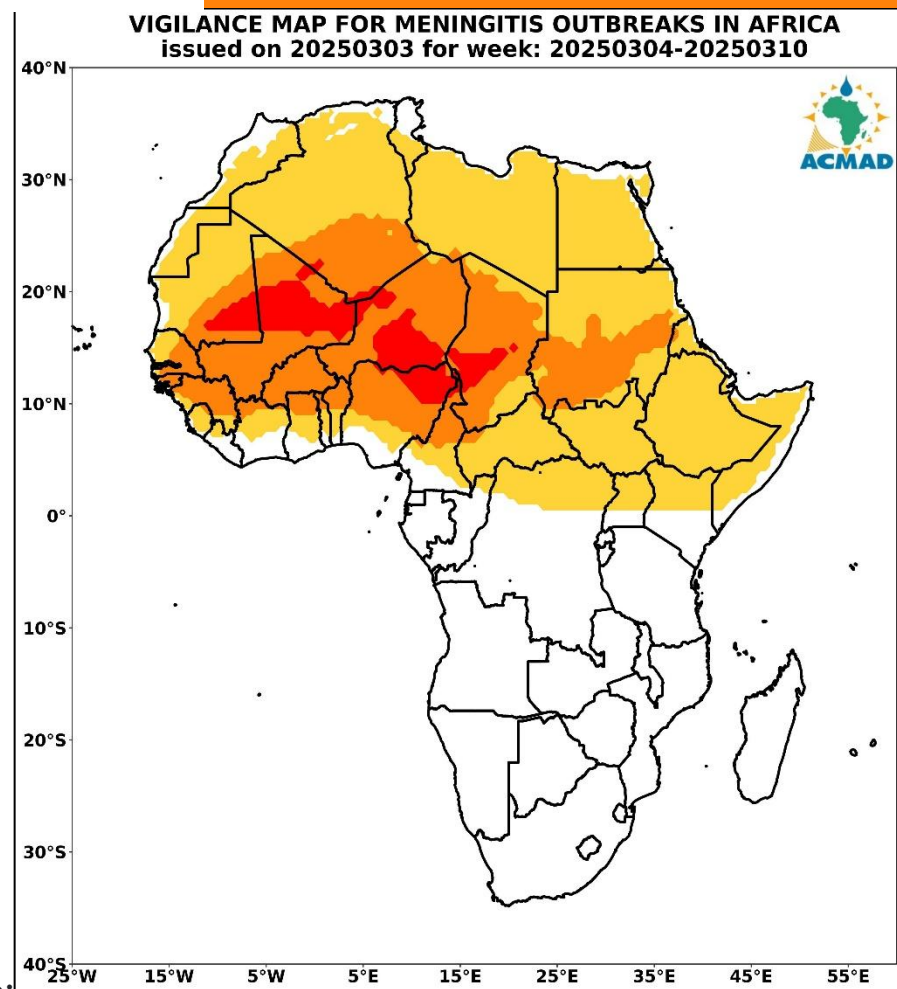 VIGILANCE MAP FOR MENINGITIS OUTBREAKS IN AFRICA
issued on 20250303 for week: 20250304-20250310
40°N
ACMAD
30°N
20°N
10°N
0°
10°S
20°S
30°S
40°S
25°W 15°W 5°W 5°E 15°E 25°E 35°E 45°E 55°E